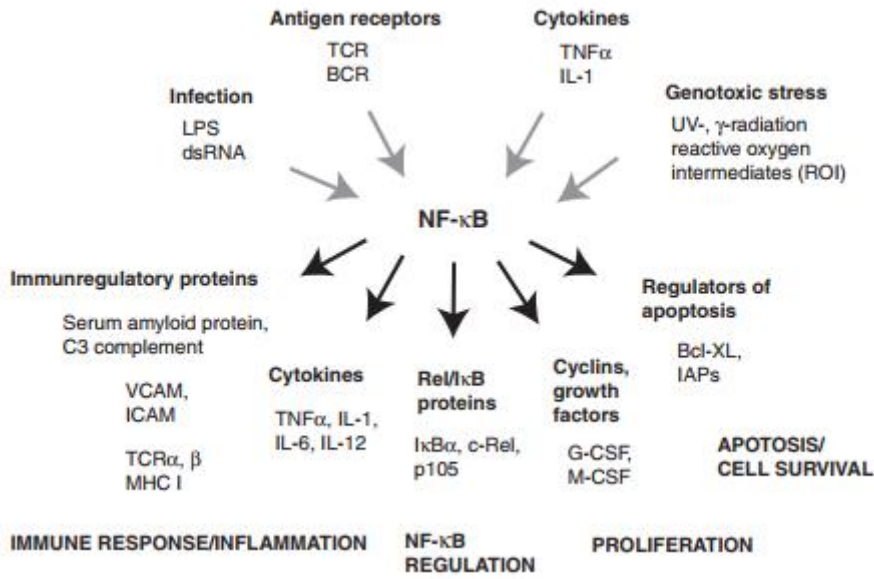 Antigen receptors
TCR
BCR
Cytokines
TNFα
IL-1
Infection
LPS
dsRNA
Genotoxic stress
UV-, γ-radiation
reactive oxygen
intermediates (ROI)
NF-κB
Immunregulatory proteins
Serum amyloid protein,
C3 complement
VCAM,
ICAM
TCRα, β
MHC I
Cytokines
TNFα, IL-1,
IL-6, IL-12
Rel/IκB
proteins
IκBα, c-Rel,
p105
Cyclins,
growth
factors
G-CSF,
M-CSF
Regulators of
apoptosis
Bcl-XL,
IAPs
APOTOSIS/
CELL SURVIVAL
IMMUNE RESPONSE/INFLAMMATION
NF-κB
REGULATION
PROLIFERATION